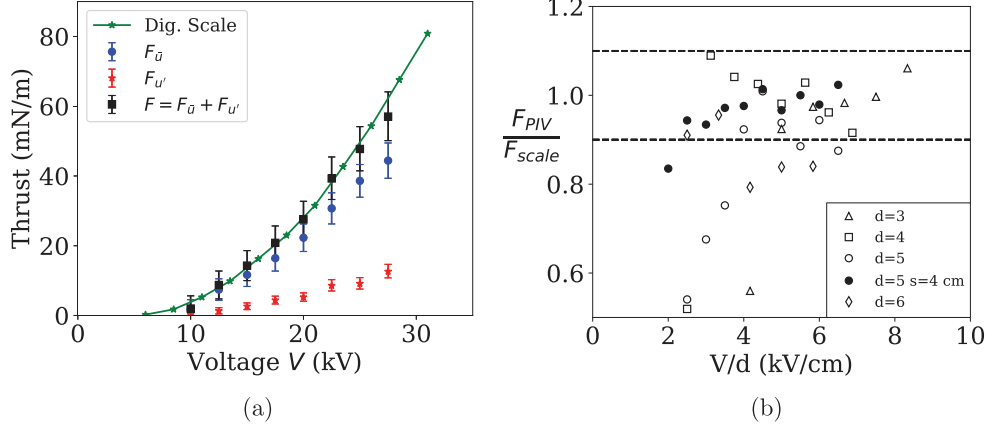 80
60
40
20
0
Thrust (mN/m)
0
10
20
30
Voltage V (kV)
Dig. Scale
F_ū
F_u′
F = F_ū + F_u′
(a)
1.2
1.0
0.8
0.6
F_PIV
F_scale
0
2
4
6
8
10
V/d (kV/cm)
d=3
d=4
d=5
d=5 s=4 cm
d=6
(b)